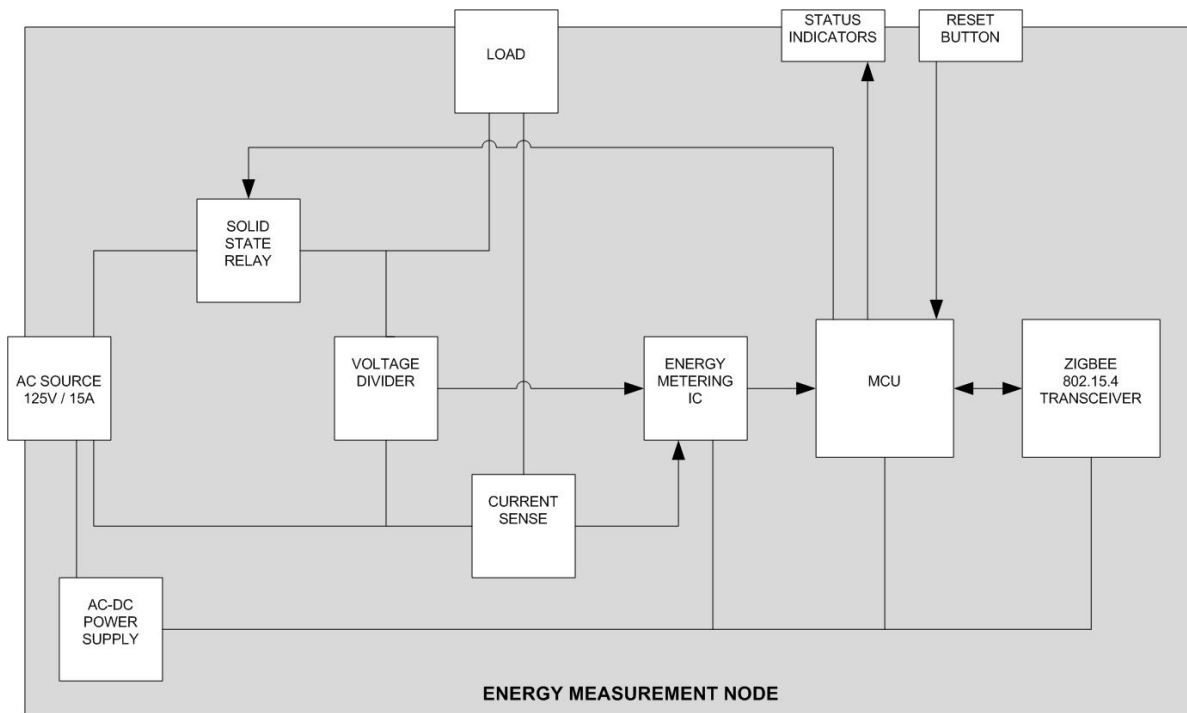 STATUS
INDICATORS
RESET
BUTTON
LOAD
SOLID
STATE
RELAY
AC SOURCE
125V / 15A
VOLTAGE
DIVIDER
ENERGY
METERING
IC
MCU
ZIGBEE
802.15.4
TRANSCEIVER
CURRENT
SENSE
AC-DC
POWER
SUPPLY
ENERGY MEASUREMENT NODE